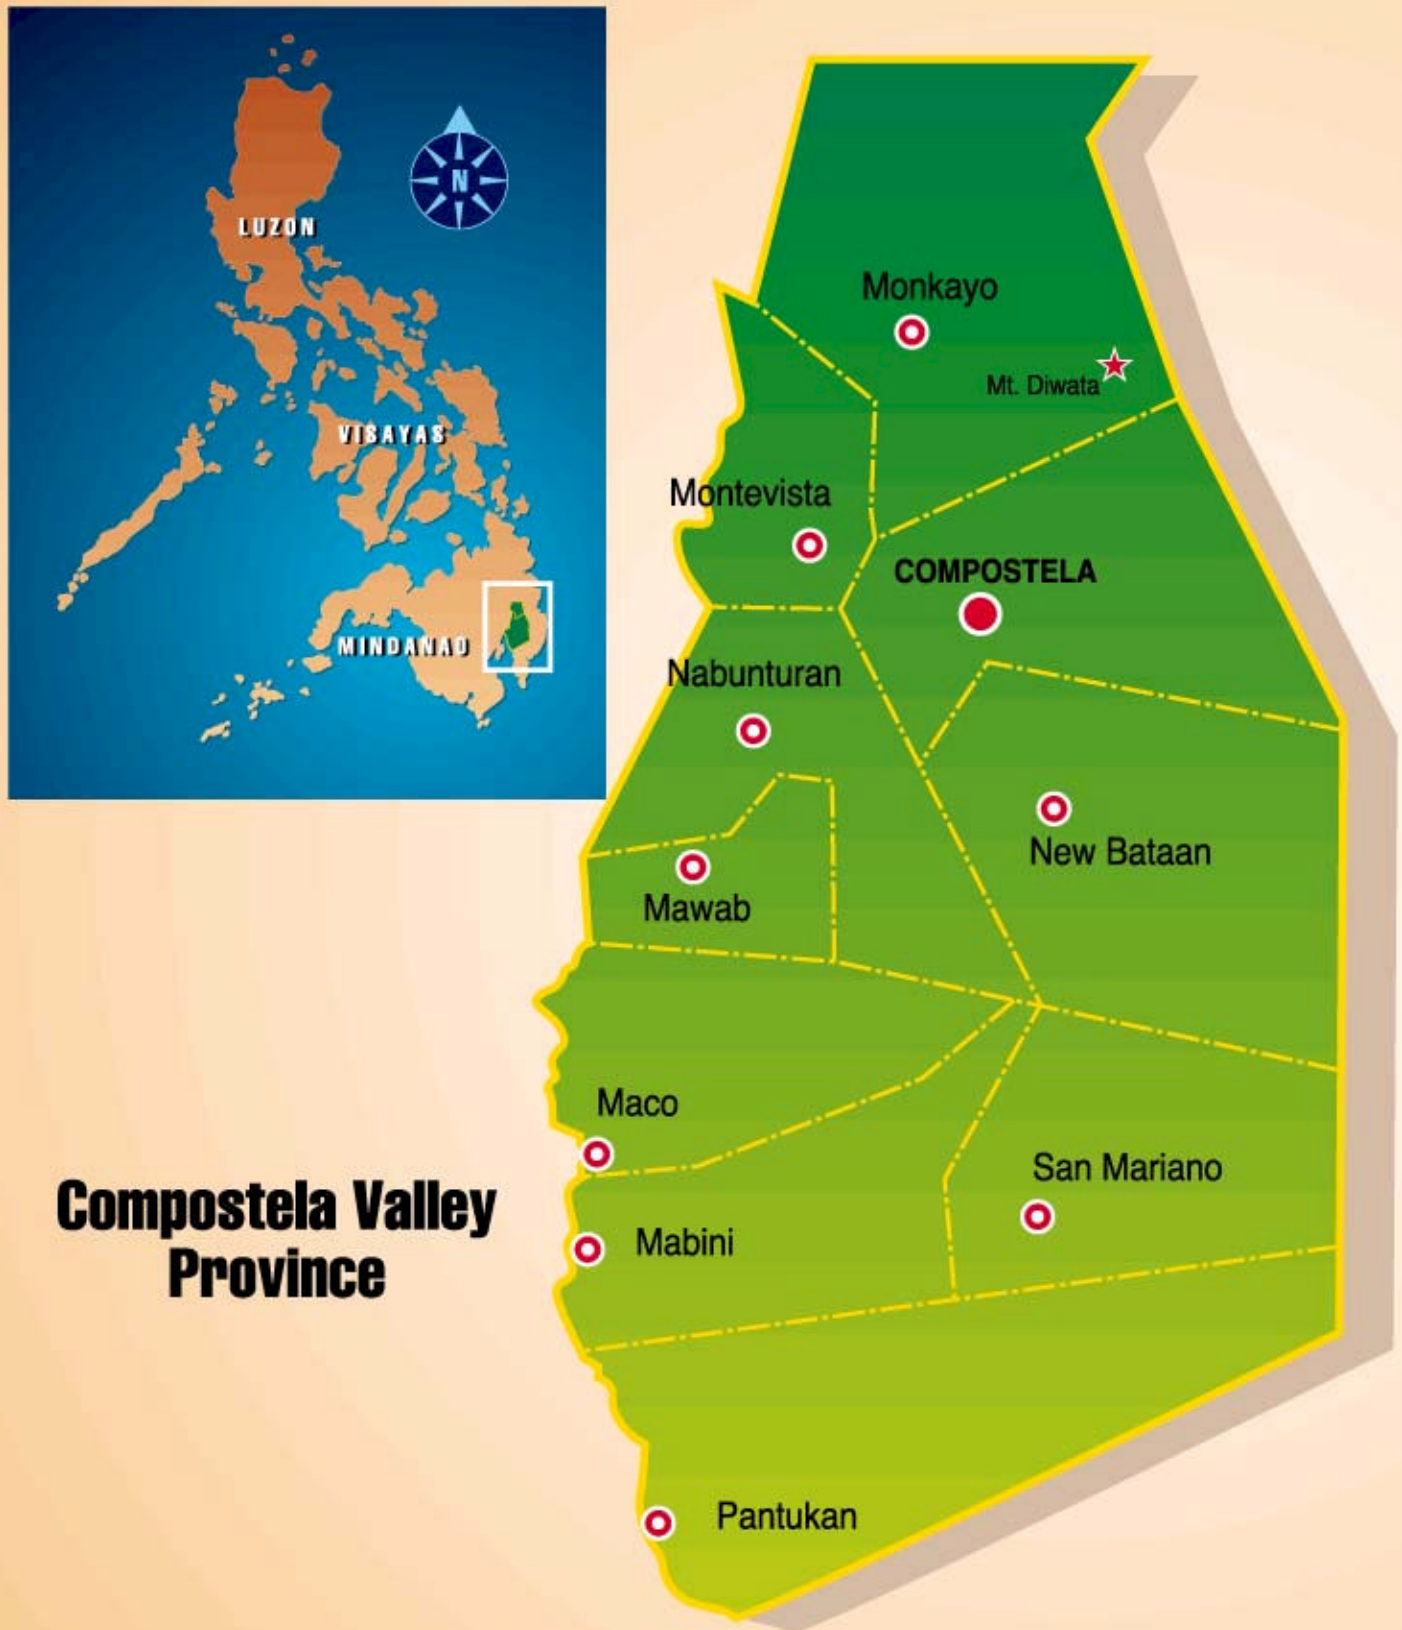 LUZON
N
VISAYAS
MINDANAO
Monkayo
Mt. Diwata
Montevista
COMPOSTELA
Nabunturan
New Bataan
Mawab
Maco
San Mariano
Mabini
Pantukan
Compostela Valley
Province